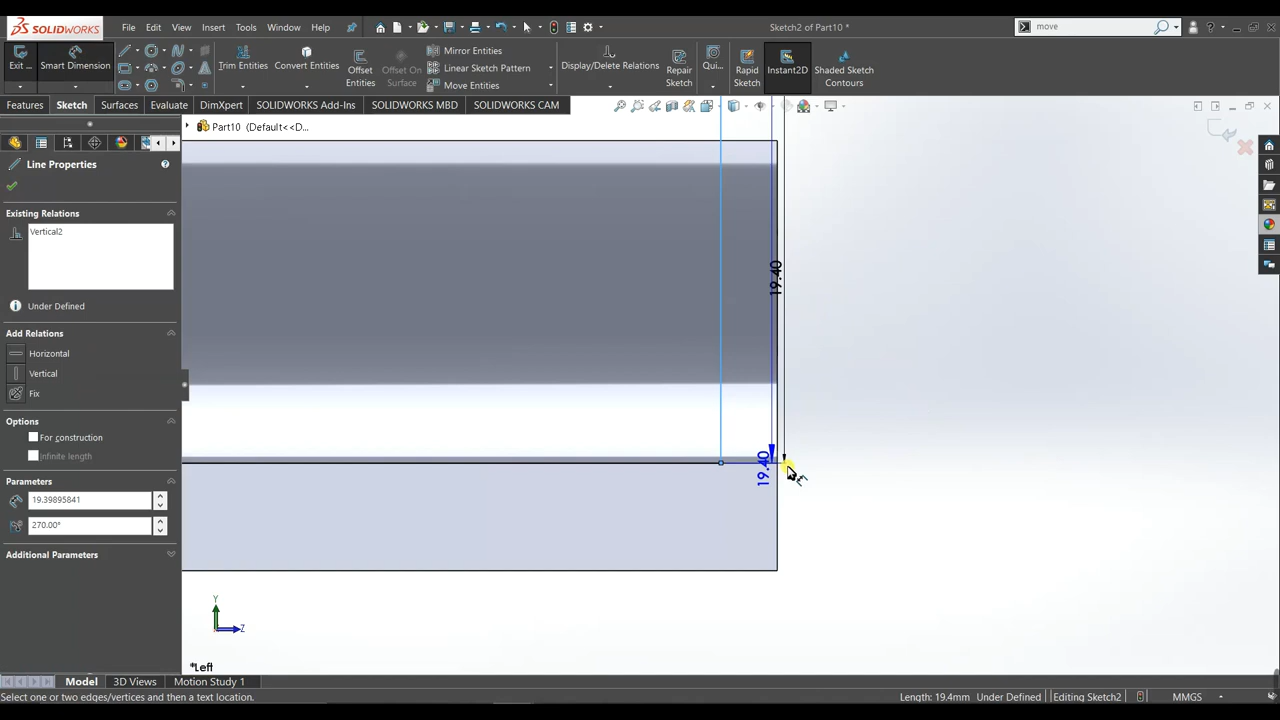 SOLIDWORKS
File Edit View Insert Tools Window Help
Sketch2 of Part10 *
move
Exit ...
Smart Dimension
Trim Entities
Convert Entities
Offset Entities
Offset On Surface
Mirror Entities
Linear Sketch Pattern
Move Entities
Display/Delete Relations
Repair Sketch
Qui...
Rapid Sketch
Instant2D
Shaded Sketch Contours
Features Sketch Surfaces Evaluate DimXpert SOLIDWORKS Add-Ins SOLIDWORKS MBD SOLIDWORKS CAM
Part10 (Default<<D...
Line Properties
Existing Relations
Vertical2
Under Defined
Add Relations
Horizontal
Vertical
Fix
Options
For construction
Infinite length
Parameters
19.39895841
270.00°
Additional Parameters
19.40
19.40
Y
Z
*Left
Model 3D Views Motion Study 1
Select one or two edges/vertices and then a text location.
Length: 19.4mm Under Defined Editing Sketch2 MMGS